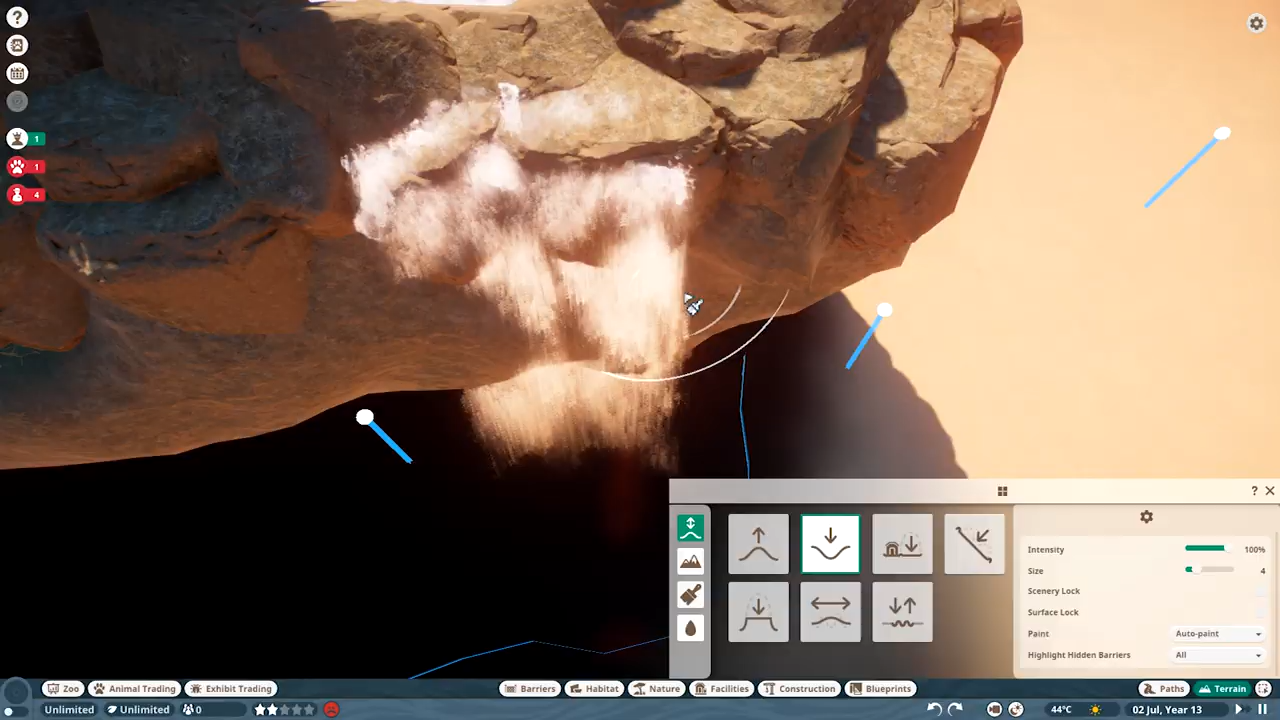 ?
1
1
4
? 
Intensity 100%
Size 4
Scenery Lock
Surface Lock
Paint Auto-paint
Highlight Hidden Barriers All
Zoo Animal Trading Exhibit Trading Barriers Habitat Nature Facilities Construction Blueprints Paths Terrain
Unlimited Unlimited 0 44°C 02 Jul, Year 13